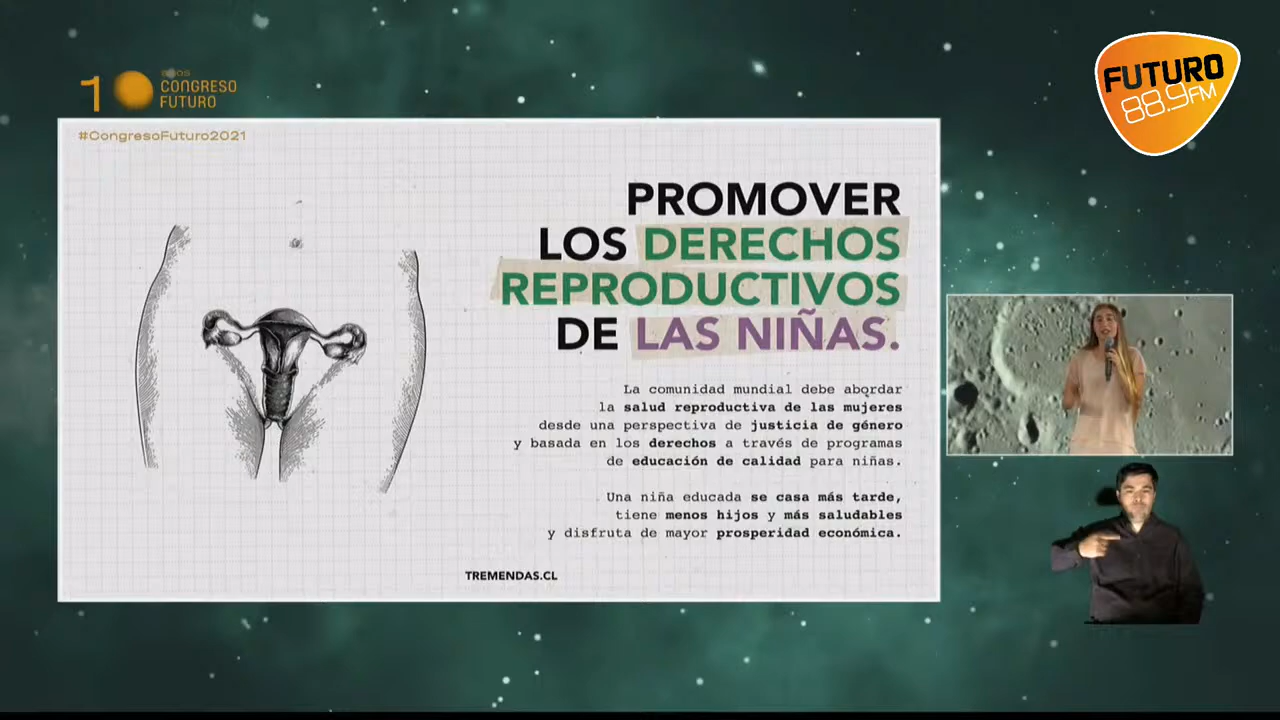 10
años
CONGRESO
FUTURO
#CongresoFuturo2021
FUTURO
88.9FM
PROMOVER
LOS DERECHOS
REPRODUCTIVOS
DE LAS NIÑAS.
La comunidad mundial debe abordar
la salud reproductiva de las mujeres
desde una perspectiva de justicia de género
y basada en los derechos a través de programas
de educación de calidad para niñas.
Una niña educada se casa más tarde,
tiene menos hijos y más saludables
y disfruta de mayor prosperidad económica.
TREMENDAS.CL